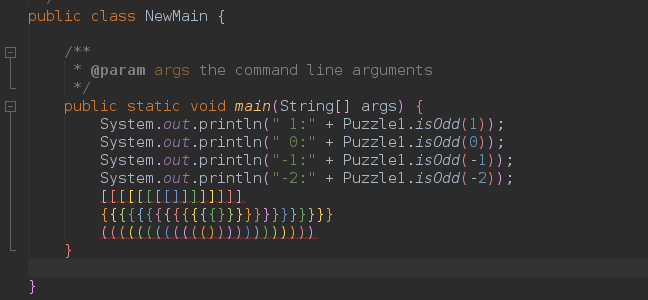 public class NewMain {
/**
* @param args the command line arguments
*/
public static void main(String[] args) {
System.out.println(" 1:" + Puzzle1.isOdd(1));
System.out.println(" 0:" + Puzzle1.isOdd(0));
System.out.println("-1:" + Puzzle1.isOdd(-1));
System.out.println("-2:" + Puzzle1.isOdd(-2));
[[[[[[[[]]]]]]]]
{{{{{{{{{{{{{}}}}}}}}}}}}}
(((((((((((())))))))))))
}
}